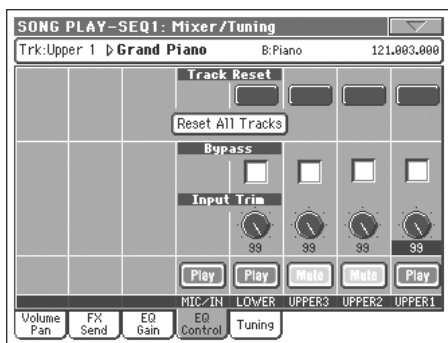 SONG PLAY-SEQ1: Mixer/Tuning
Trk:Upper 1 Grand Piano B:Piano 121.003.000
Track Reset
Reset All Tracks
Bypass
Input Trim
99 99 99 99
Play Play Mute Mute Play
MIC/IN LOWER UPPER3 UPPER2 UPPER1
Volume Pan FX Send EQ Gain EQ Control Tuning